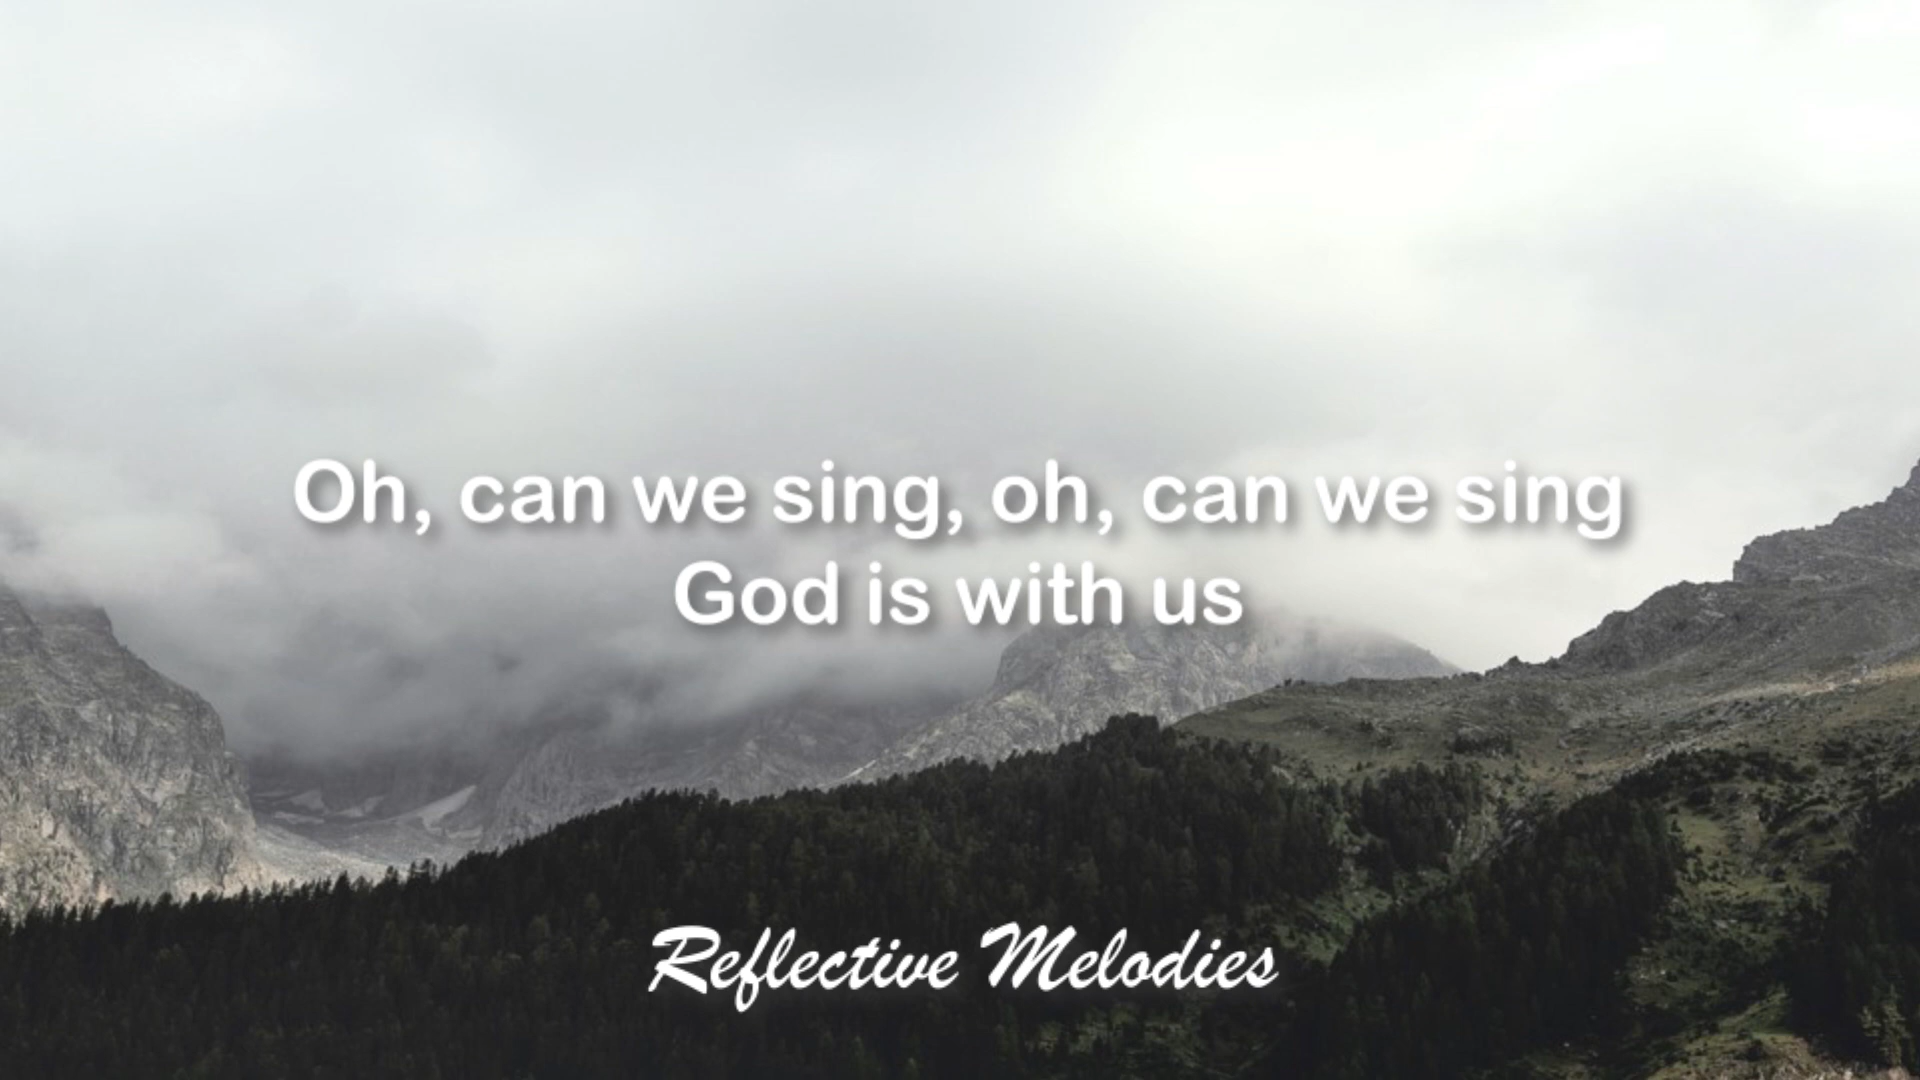 Oh, can we sing, oh, can we sing
God is with us
Reflective Melodies